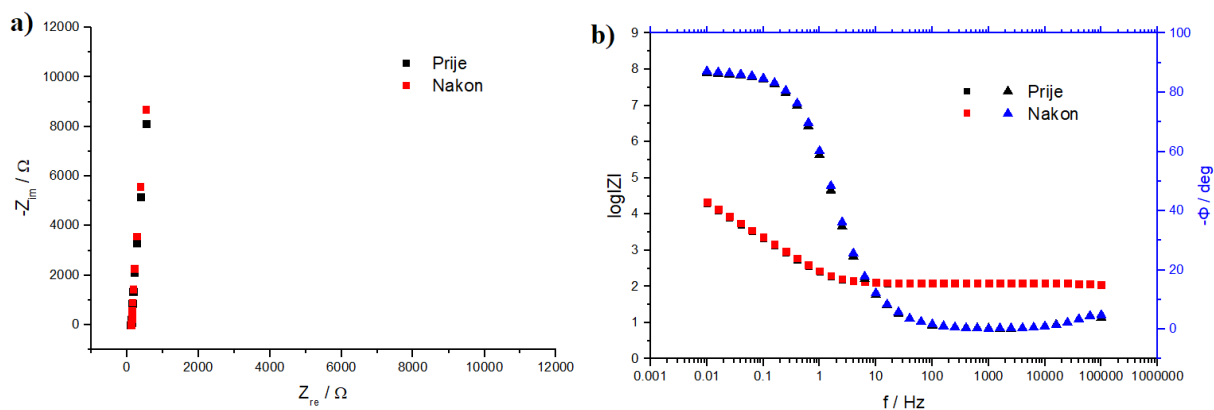 a)
12000
10000
8000
6000
4000
2000
0
-Z_im / Ω
0 2000 4000 6000 8000 10000 12000
Z_re / Ω
Prije
Nakon
b)
9
8
7
6
5
4
3
2
1
0
log|Z|
0.001 0.01 0.1 1 10 100 1000 10000 100000 1000000
f / Hz
100
80
60
40
20
0
-Φ / deg
Prije
Nakon